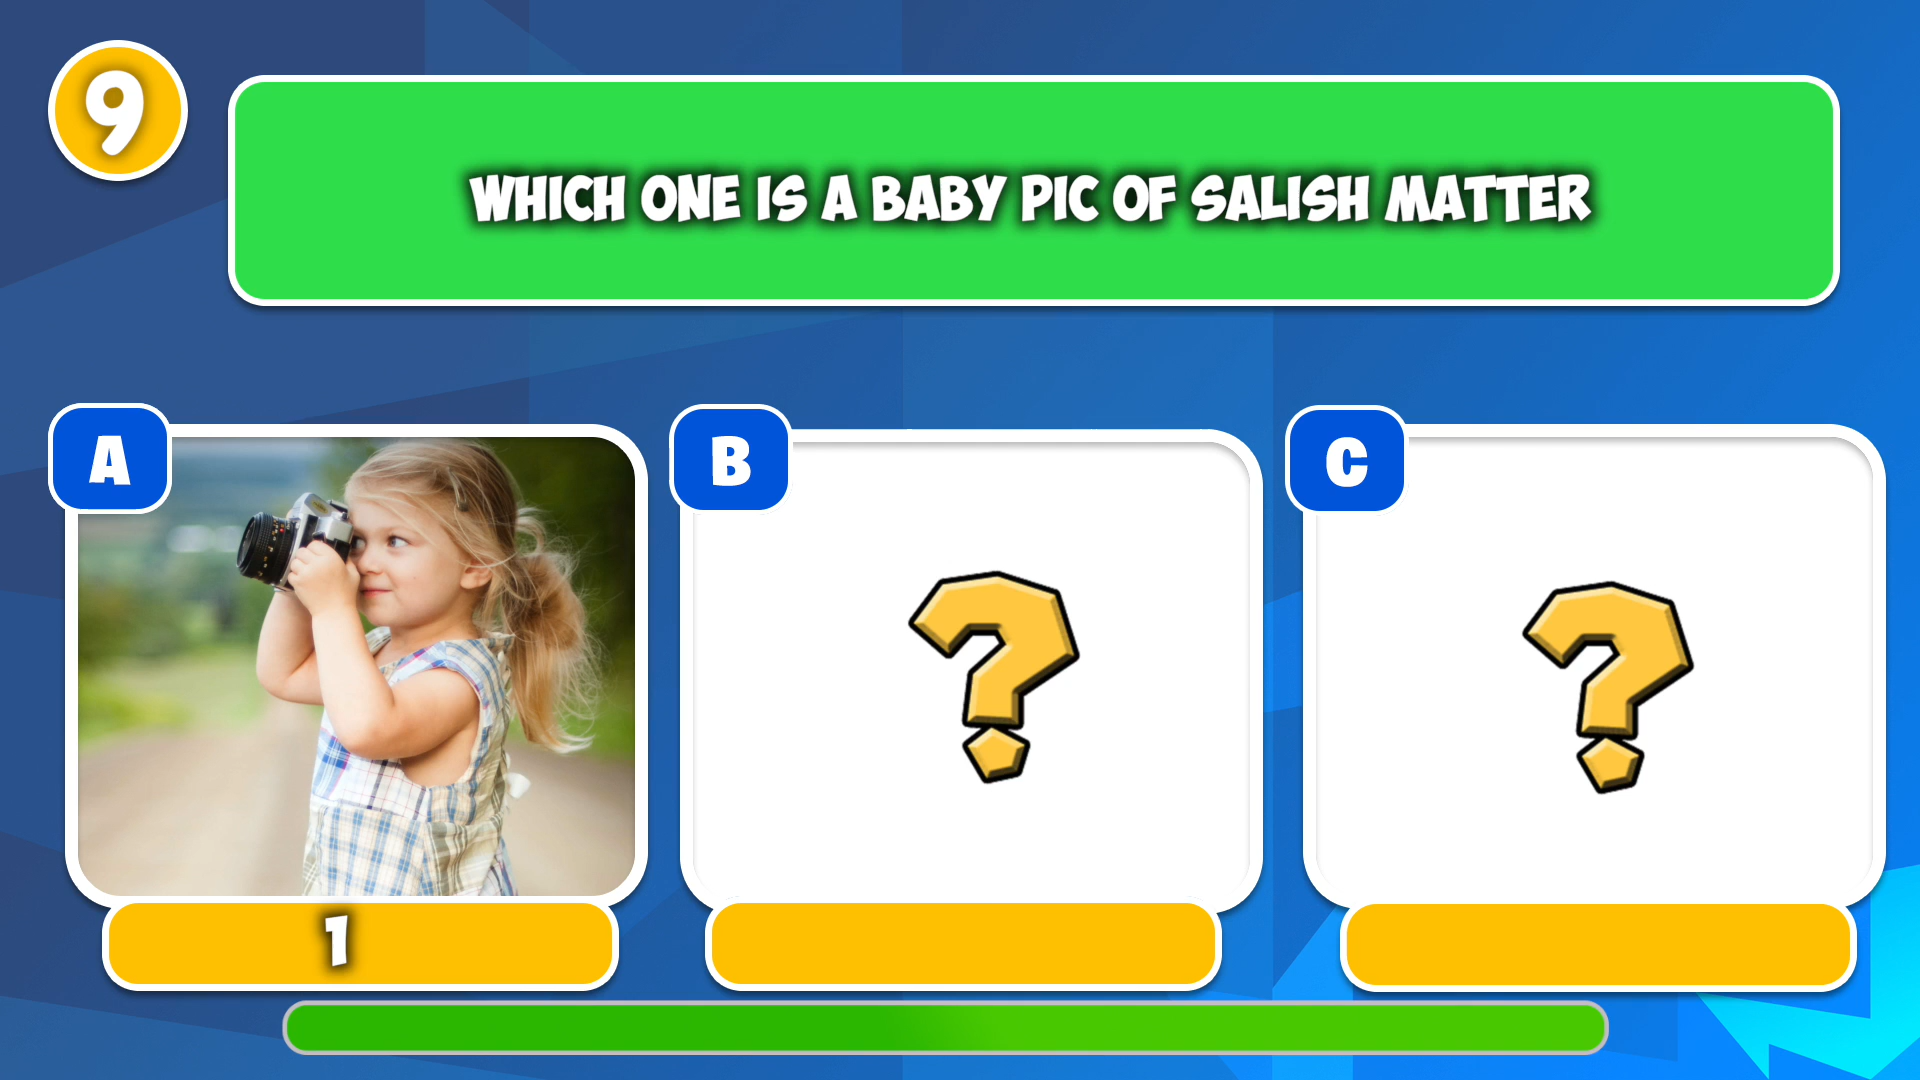 9
WHICH ONE IS A BABY PIC OF SALISH MATTER
A
B
C
?
?
1